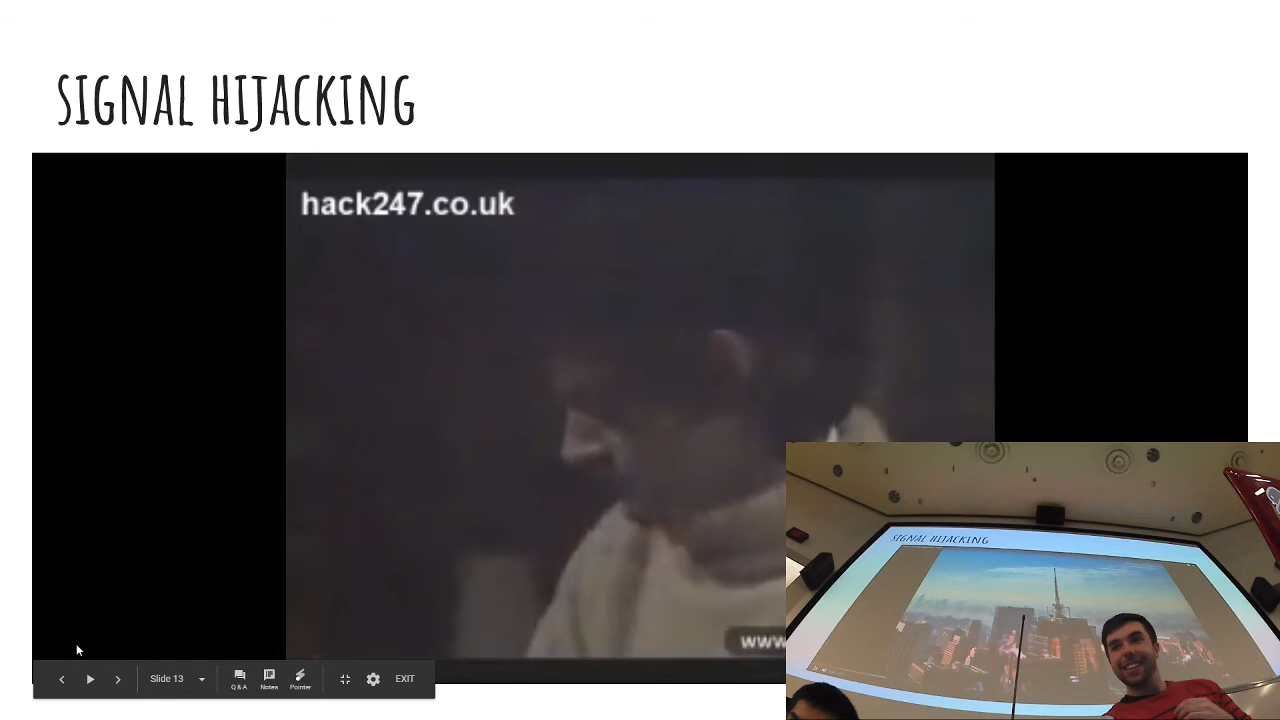 SIGNAL HIJACKING
hack247.co.uk
www
SIGNAL HIJACKING
Slide 13
Q & A
Notes
Pointer
EXIT